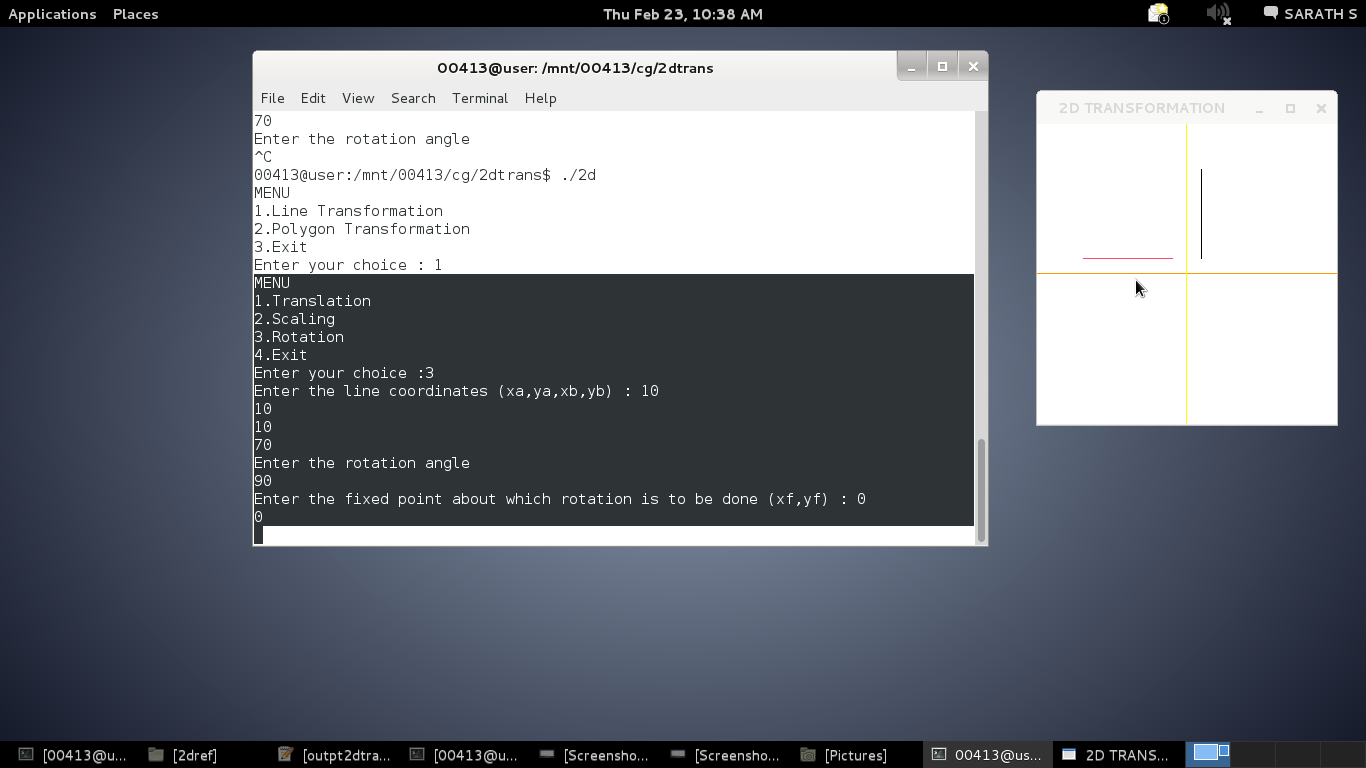 Applications Places Thu Feb 23, 10:38 AM 1 SARATH S
00413@user: /mnt/00413/cg/2dtrans
File Edit View Search Terminal Help
70
Enter the rotation angle
^C
00413@user:/mnt/00413/cg/2dtrans$ ./2d
MENU
1.Line Transformation
2.Polygon Transformation
3.Exit
Enter your choice : 1
MENU
1.Translation
2.Scaling
3.Rotation
4.Exit
Enter your choice :3
Enter the line coordinates (xa,ya,xb,yb) : 10
10
10
70
Enter the rotation angle
90
Enter the fixed point about which rotation is to be done (xf,yf) : 0
0
2D TRANSFORMATION
[00413@u... [2dref] [outpt2dtra... [00413@u... [Screensho... [Screensho... [Pictures] 00413@us... 2D TRANS...